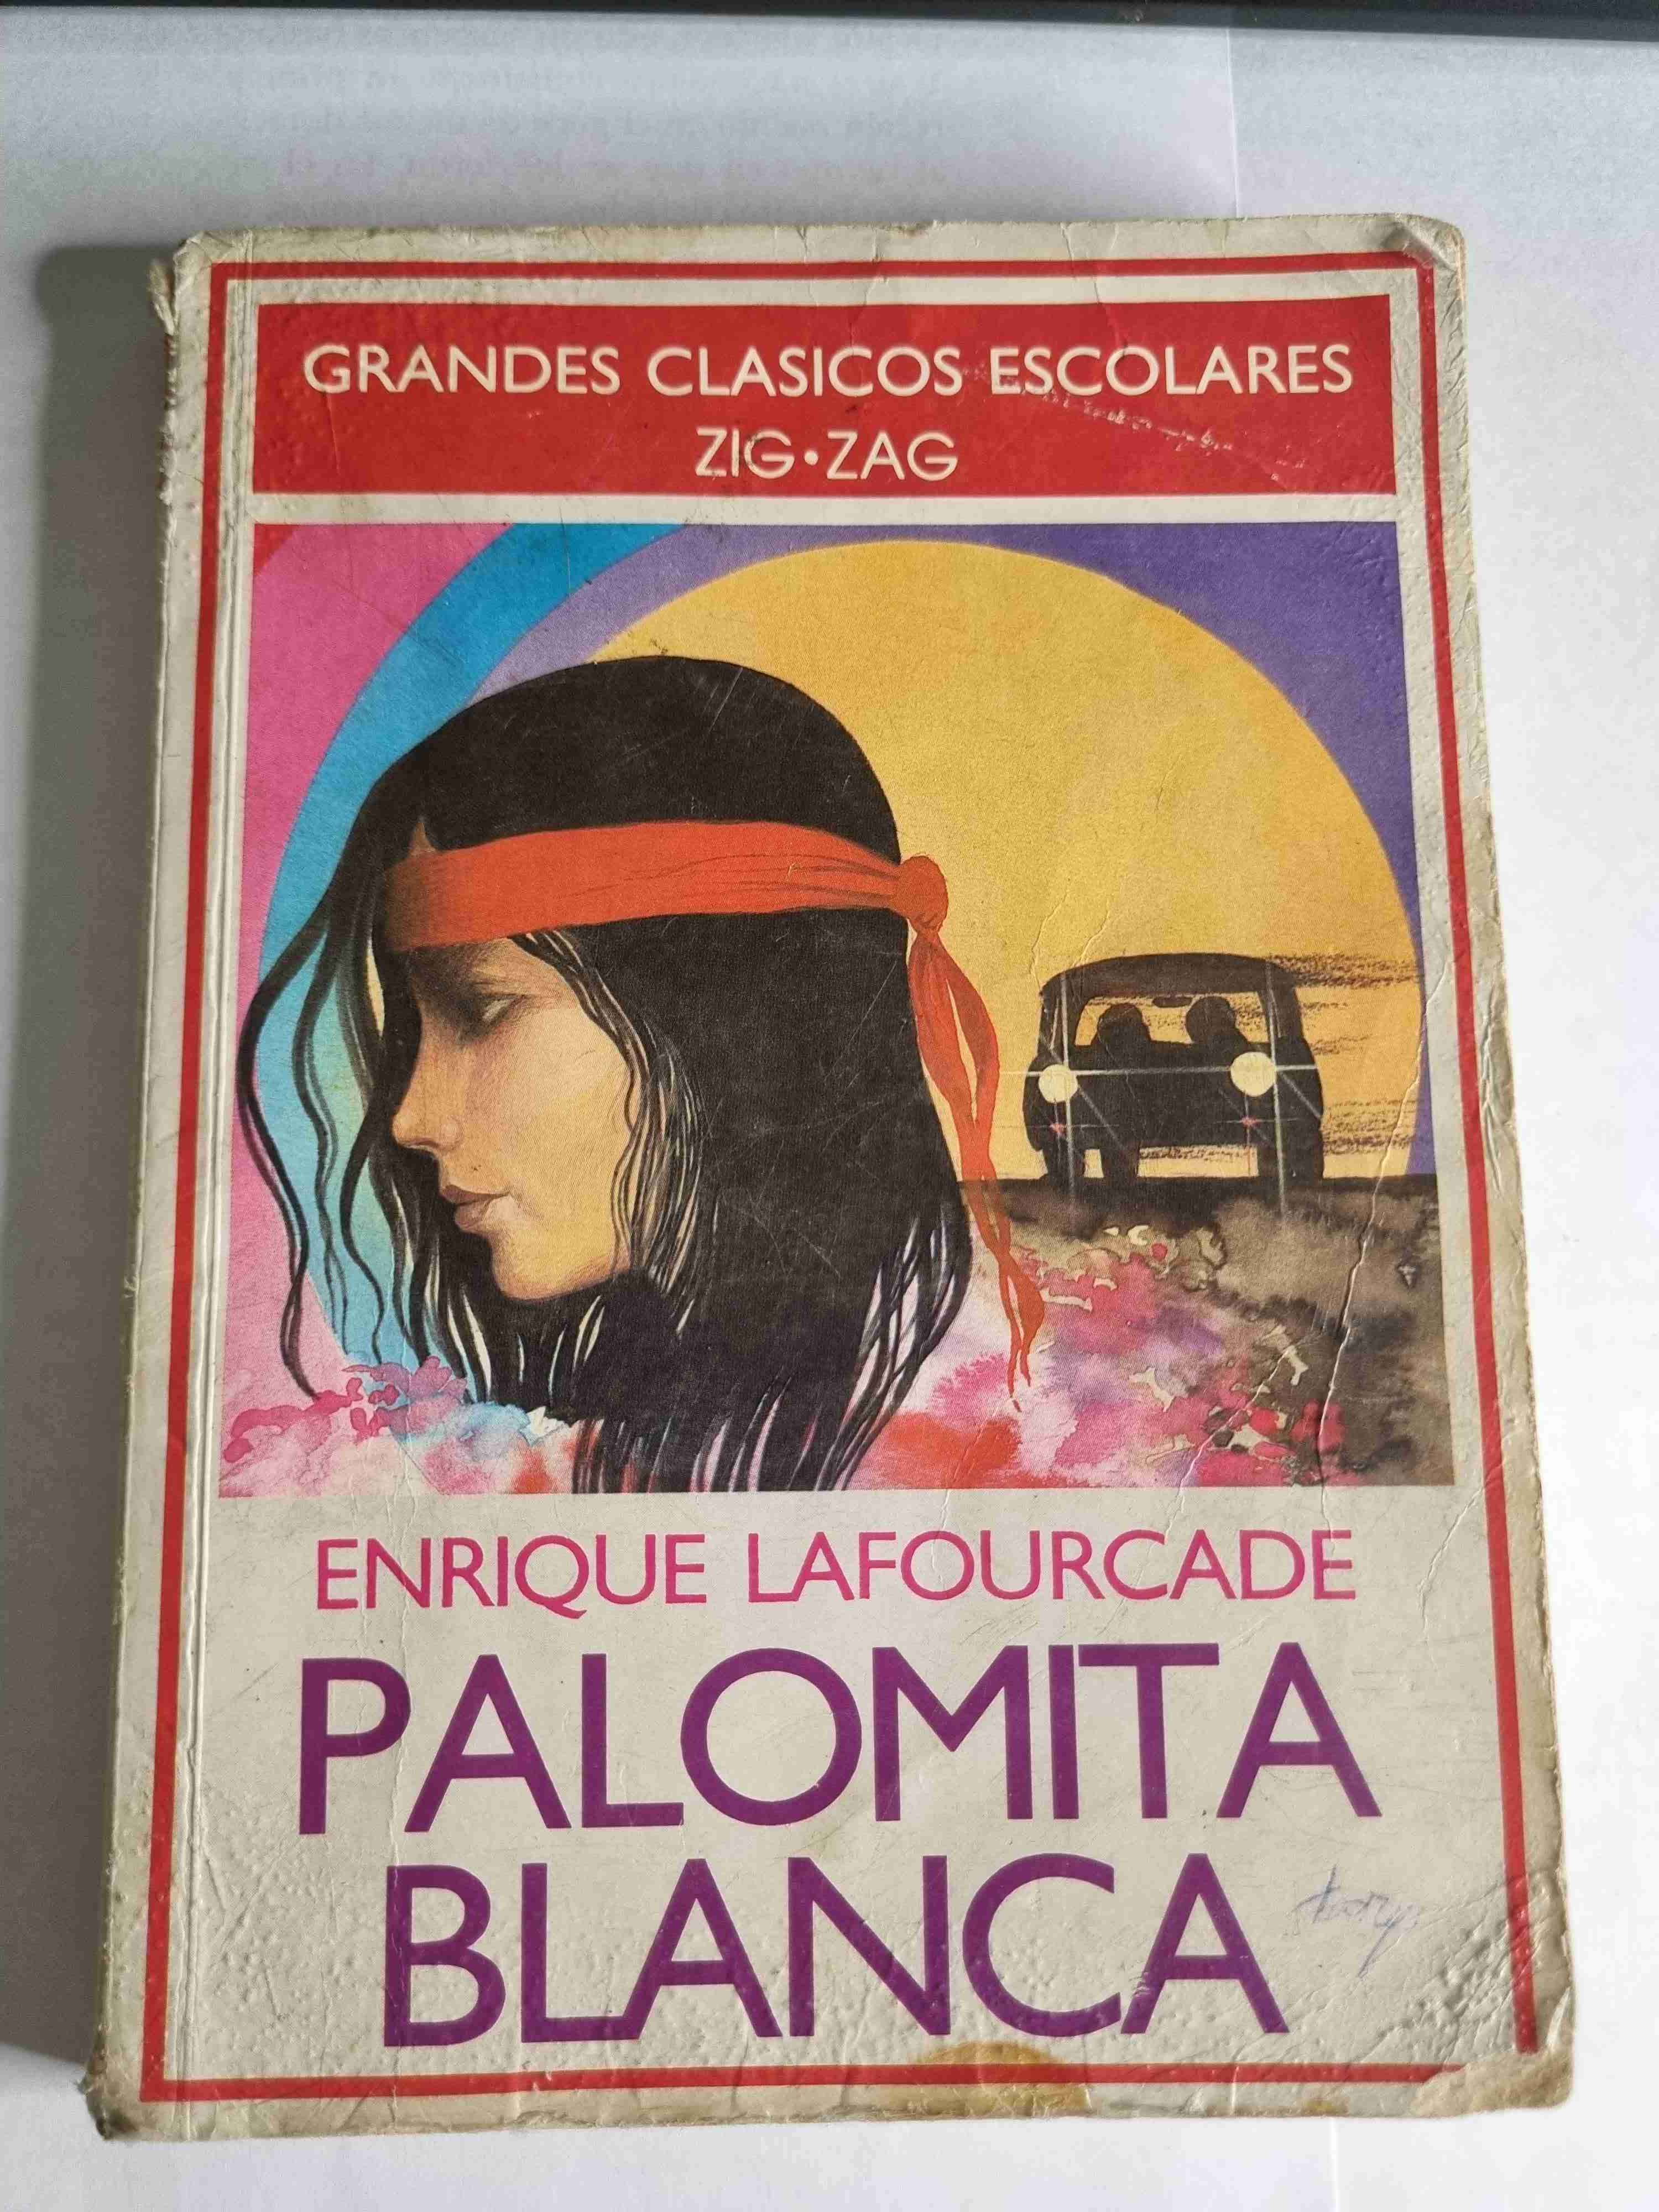 GRANDES CLASICOS ESCOLARES
ZIG·ZAG
ENRIQUE LAFOURCADE
PALOMITA
BLANCA